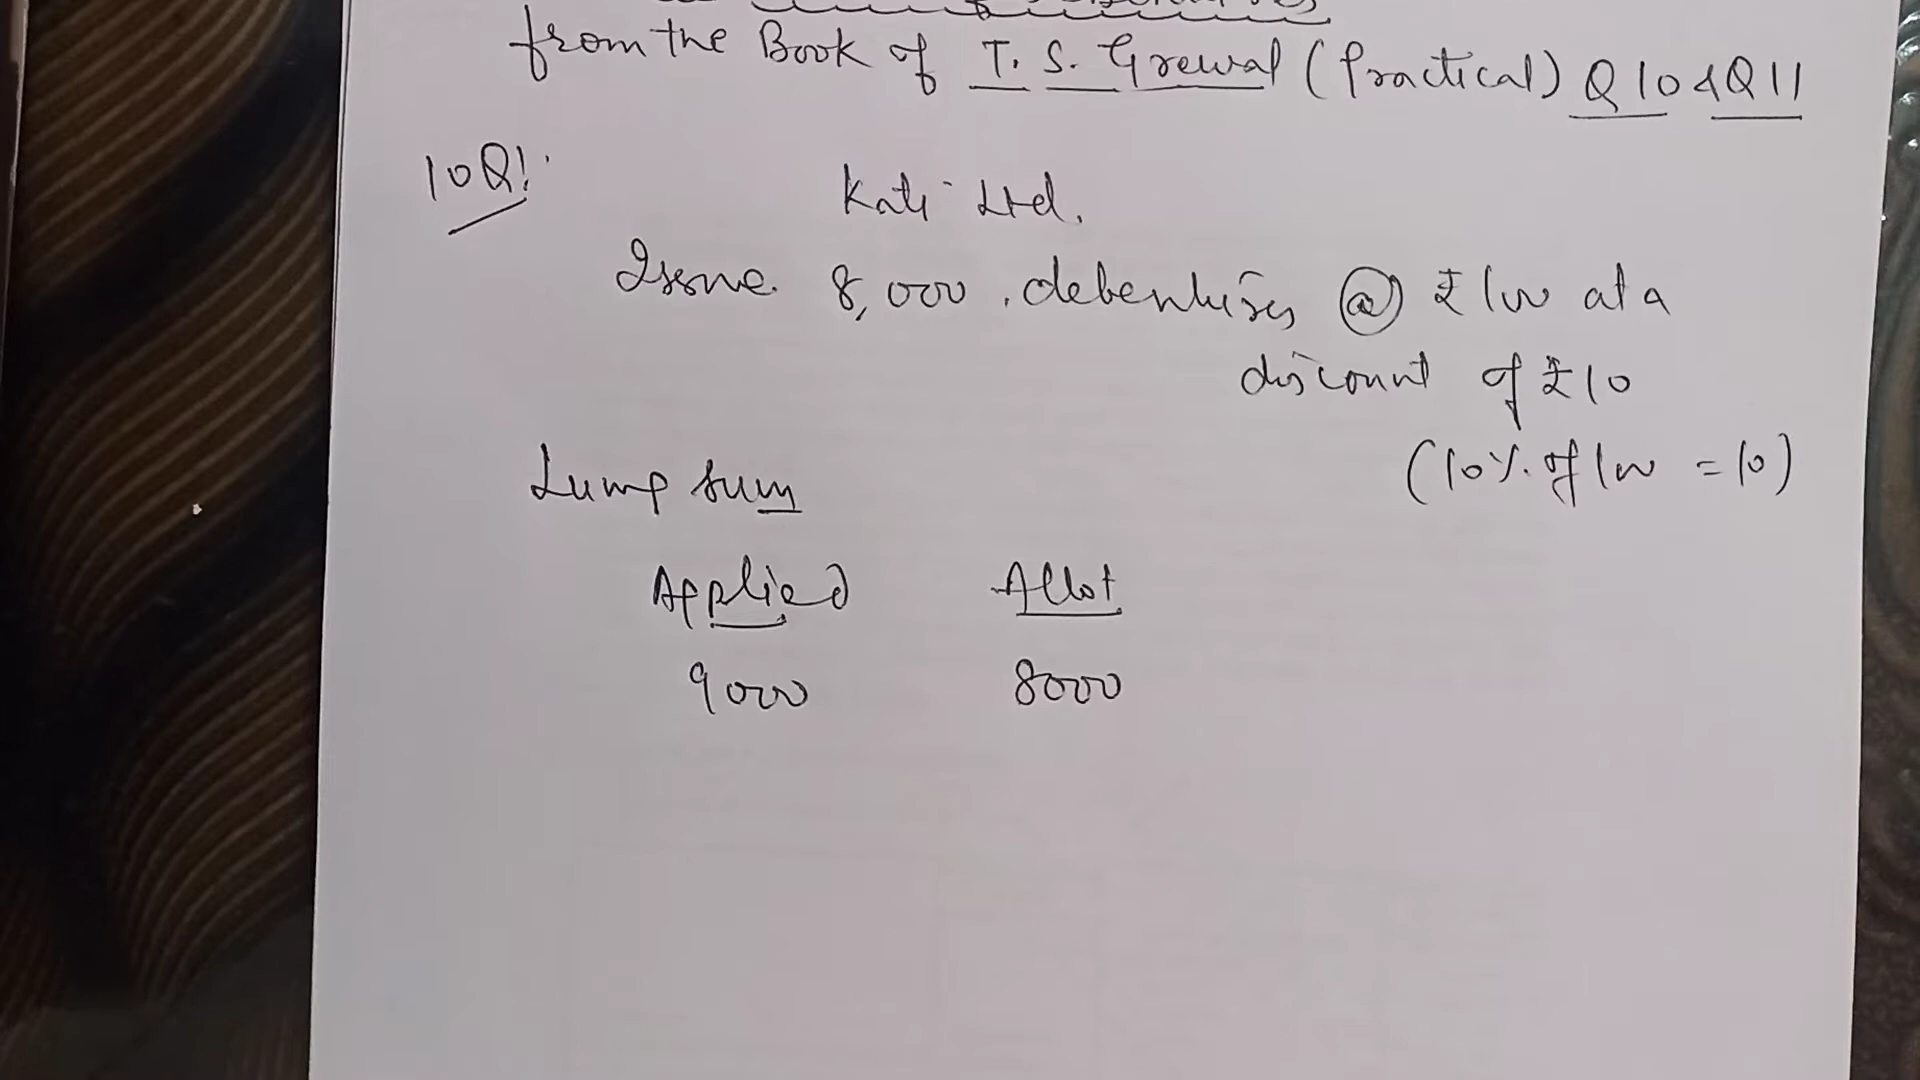 from the Book of T. S. Grewal (Practical) Q10 & Q11
10Q!
Kati Ltd.
Issue 8,000 debentures @ ₹100 at a
discount of ₹10
(10% of 100 = 10)
Lump sum
Applied Allot
9000 8000